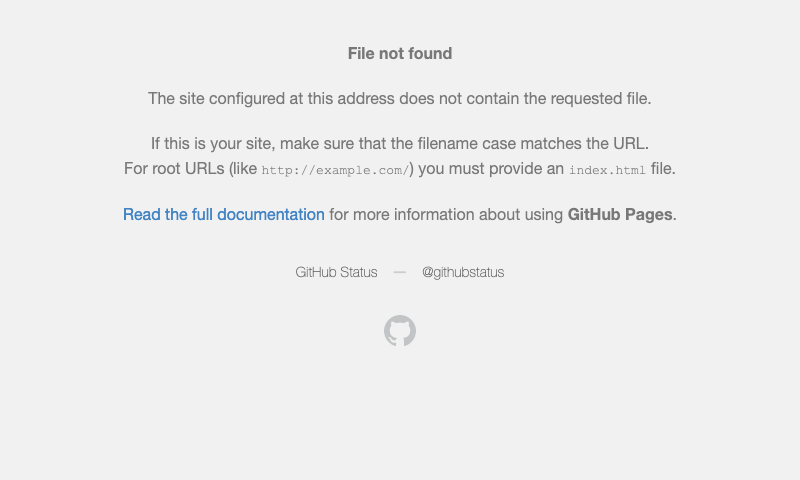 File not found
The site configured at this address does not contain the requested file.
If this is your site, make sure that the filename case matches the URL.
For root URLs (like http://example.com/) you must provide an index.html file.
Read the full documentation for more information about using GitHub Pages.
GitHub Status — @githubstatus